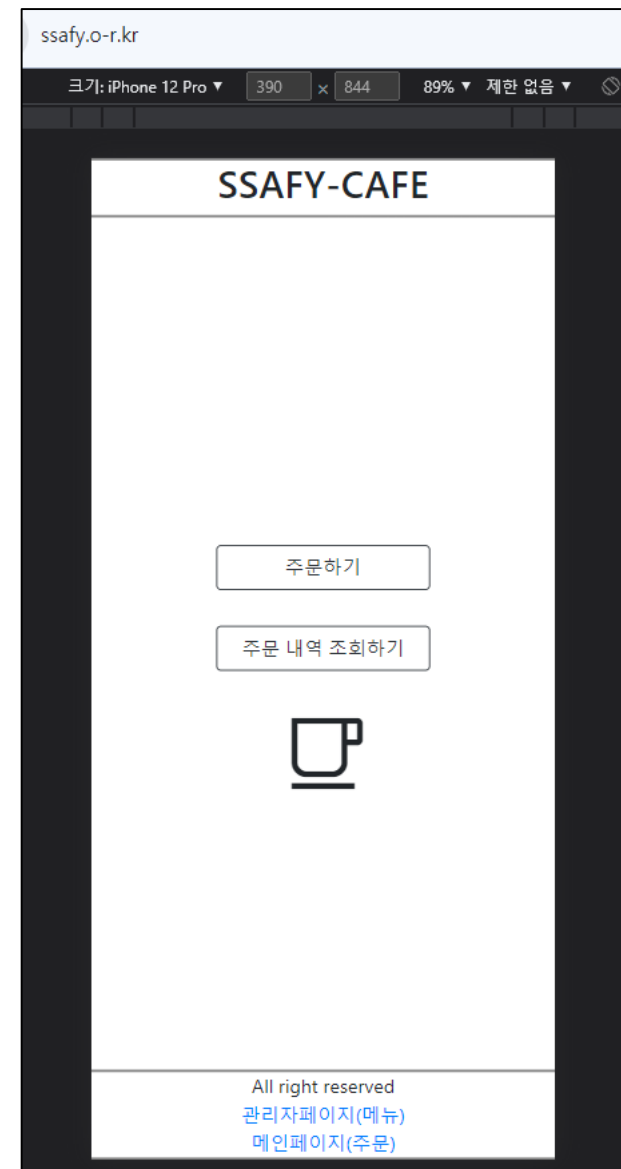 ssafy.o-r.kr
크기: iPhone 12 Pro ▼ 390 × 844 89% ▼ 제한 없음 ▼
SSAFY-CAFE
주문하기
주문 내역 조회하기
All right reserved
관리자페이지(메뉴)
메인페이지(주문)